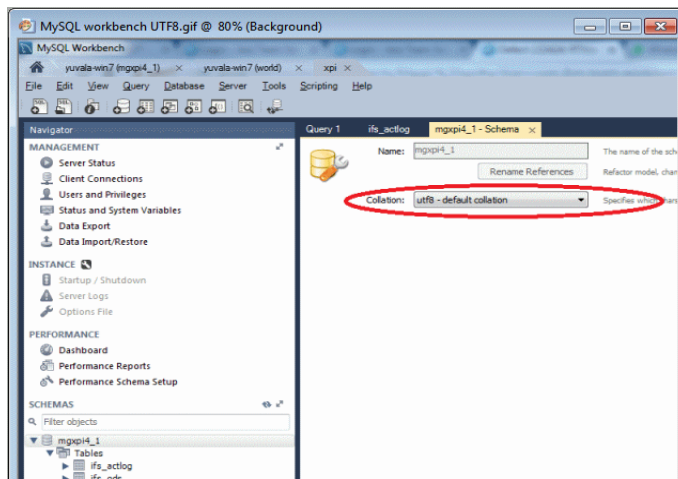 MySQL workbench UTF8.gif @ 80% (Background)
MySQL Workbench
yuvala-win7 (mgxpi4_1) × yuvala-win7 (world) × xpi ×
File Edit View Query Database Server Tools Scripting Help
Navigator
Query 1 ifs_actlog mgxpi4_1 - Schema ×
MANAGEMENT
Server Status
Client Connections
Users and Privileges
Status and System Variables
Data Export
Data Import/Restore
INSTANCE
Startup / Shutdown
Server Logs
Options File
PERFORMANCE
Dashboard
Performance Reports
Performance Schema Setup
SCHEMAS
Filter objects
mgxpi4_1
Tables
ifs_actlog
ifs_ods
Name: mgxpi4_1 The name of the sche
Rename References Refactor model, chan
Collation: utf8 - default collation Specifies which chars